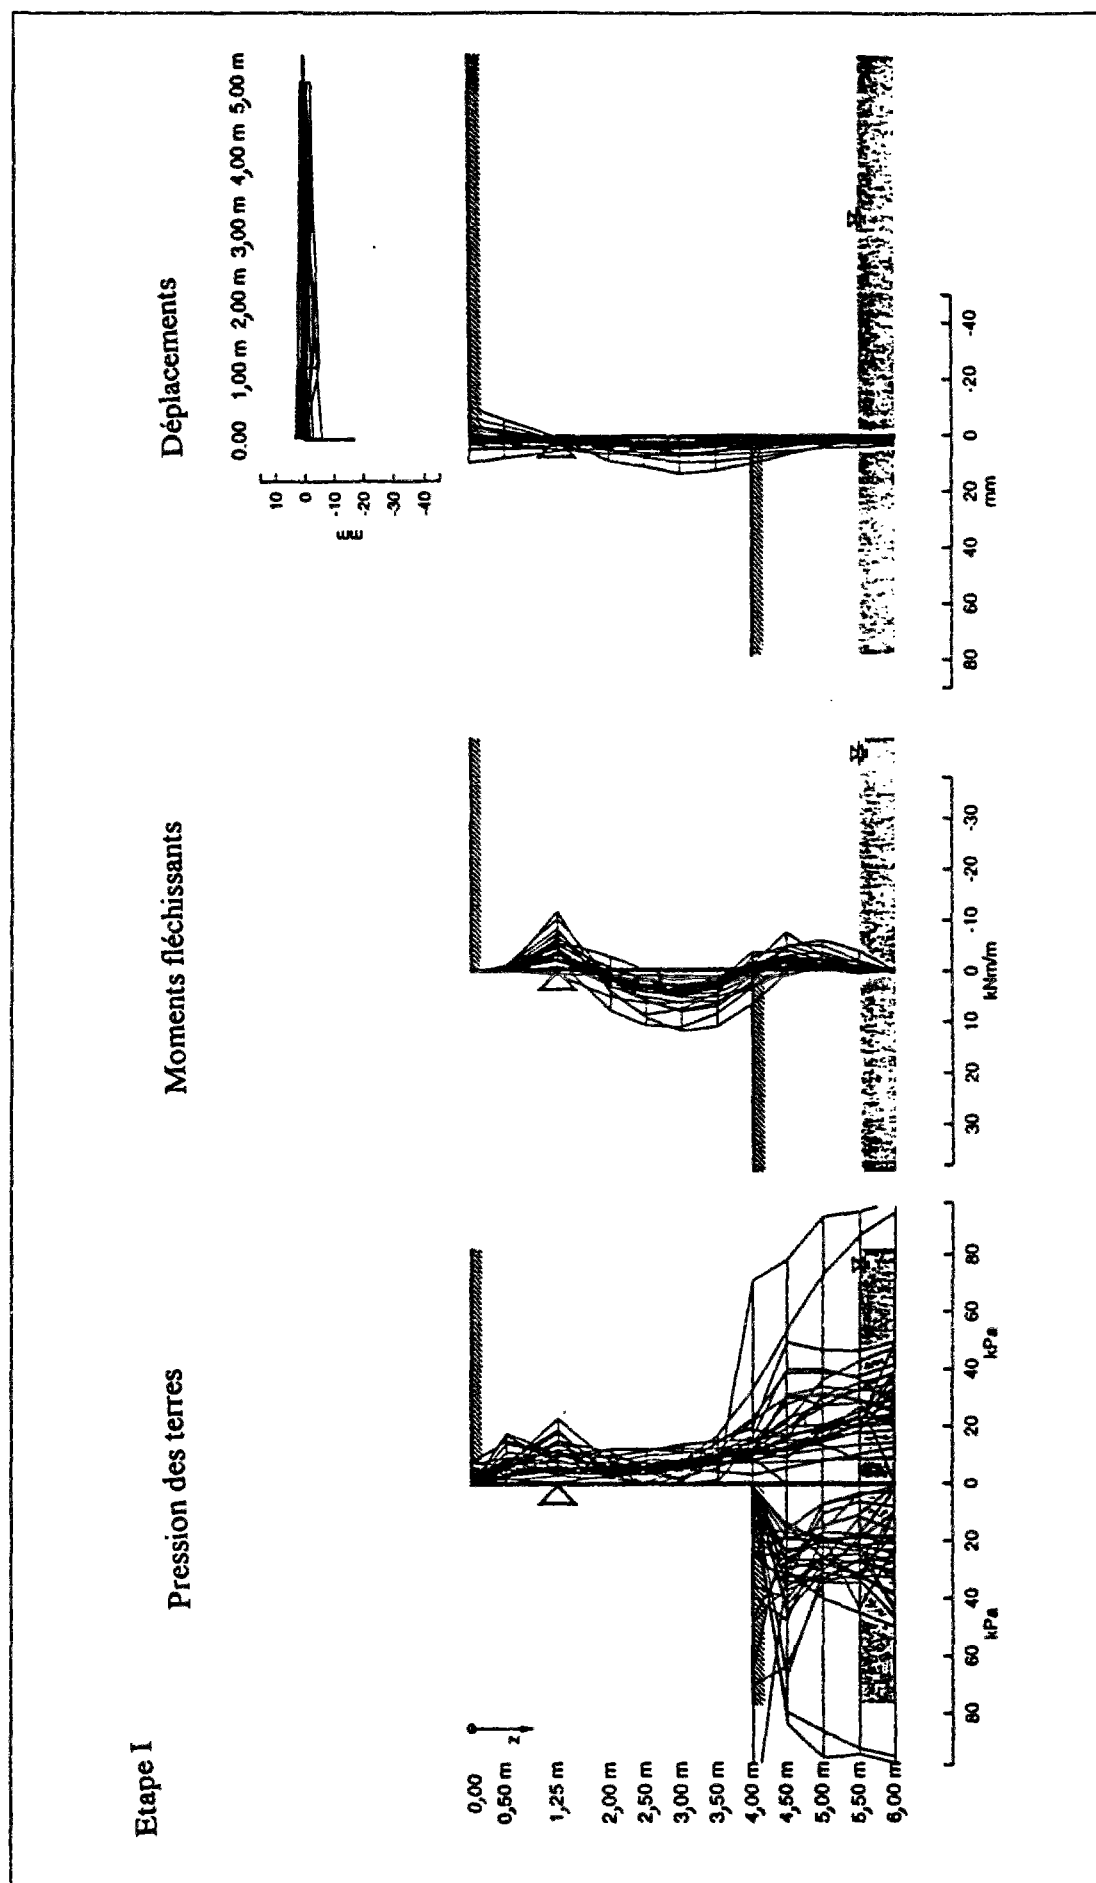 Etape I
Pression des terres
Moments fléchissants
Déplacements
0.00 1,00 m 2,00 m 3,00 m 4,00 m 5,00 m
10
0
-10
-20
-30
-40
mm
z
0,00
0,50 m
1,25 m
2,00 m
2,50 m
3,00 m
3,50 m
4,00 m
4,50 m
5,00 m
5,50 m
6,00 m
80 60 40 20 0 20 40 60 80
kPa kPa
30 20 10 0 -10 -20 -30
kNm/m
80 60 40 20 0 -20 -40
mm